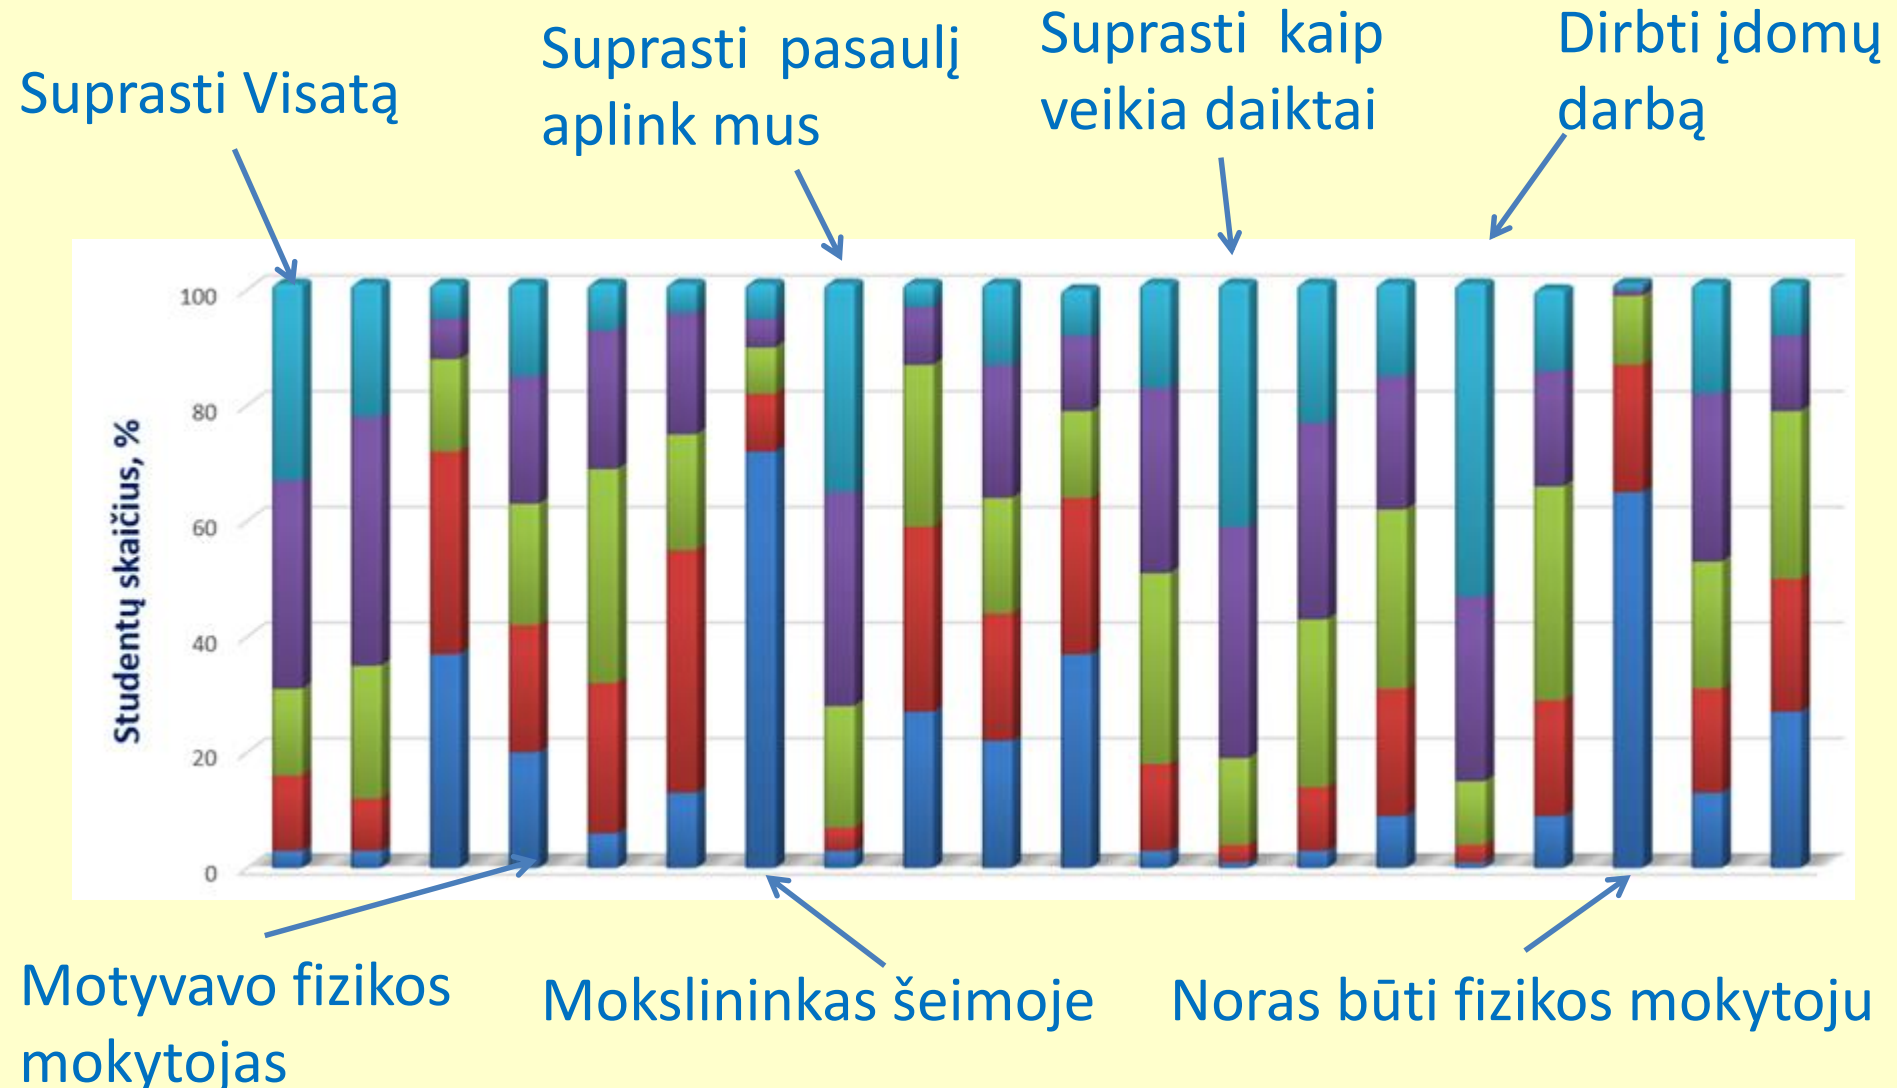 Suprasti Visatą
Suprasti pasaulį
aplink mus
Suprasti kaip
veikia daiktai
Dirbti įdomų
darbą
Studentų skaičius, %
100
80
60
40
20
0
Motyvavo fizikos
mokytojas
Mokslininkas šeimoje
Noras būti fizikos mokytoju